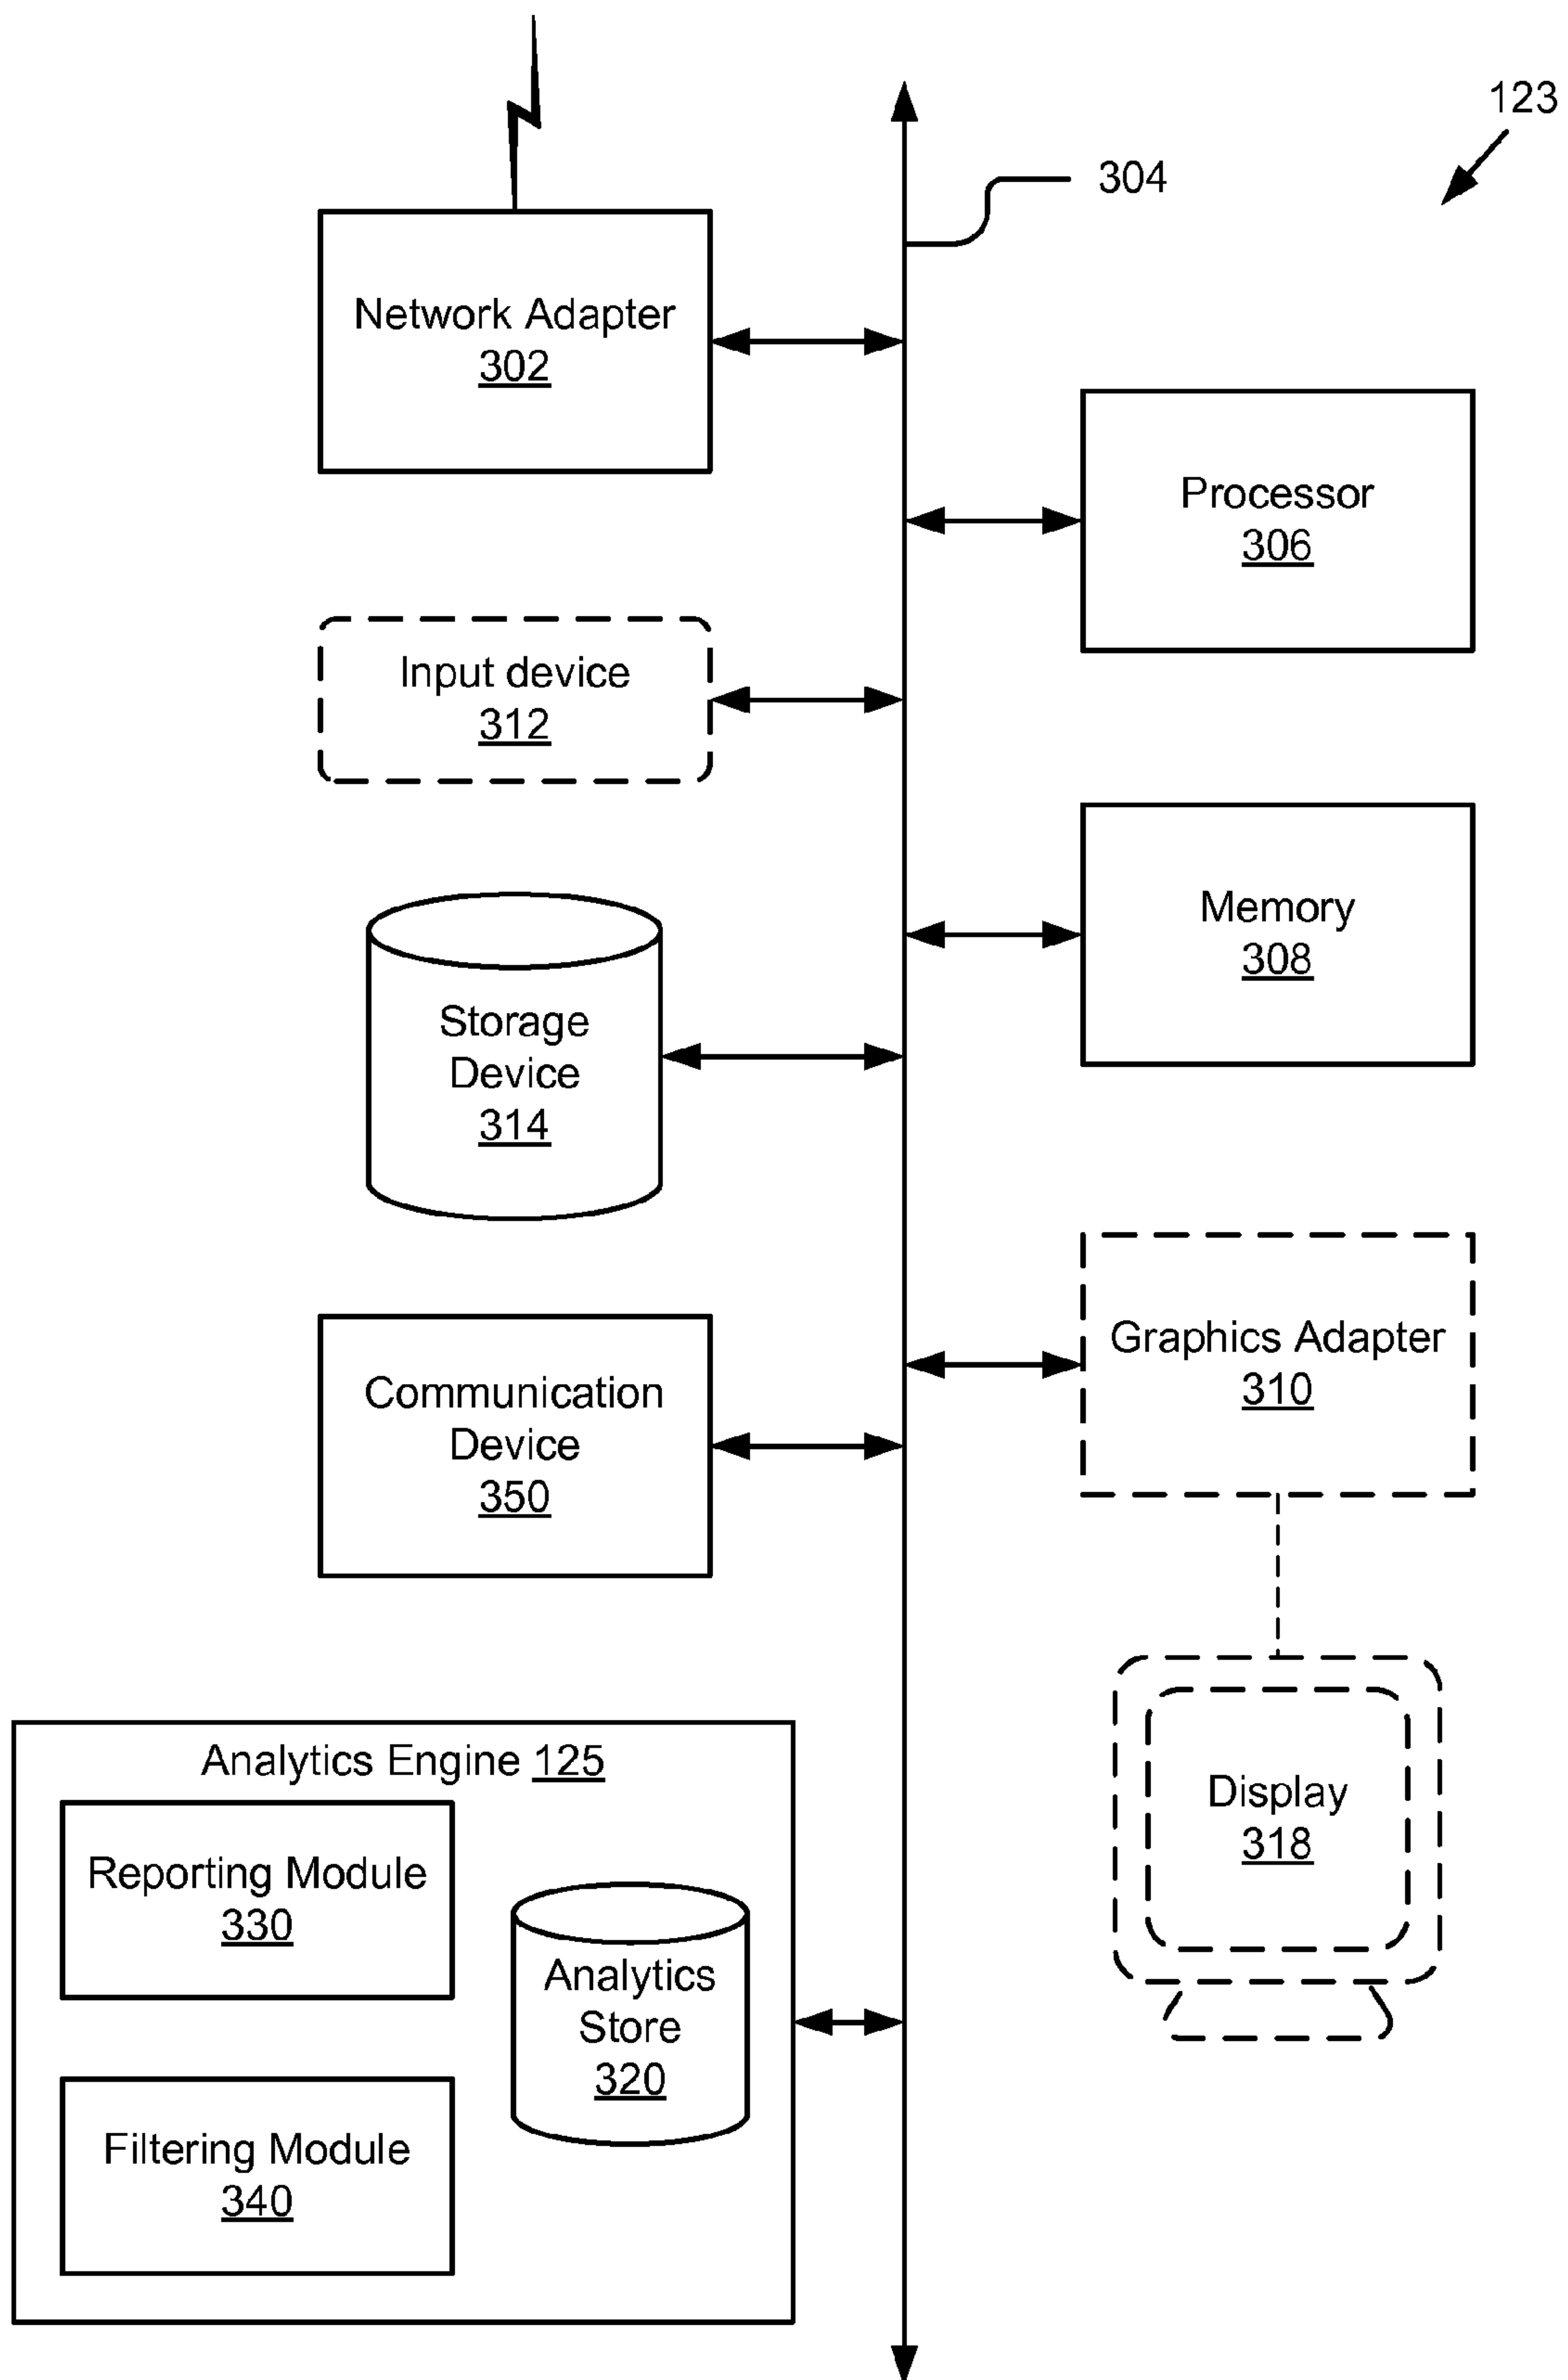 123
304
Network Adapter
302
Processor
306
Input device
312
Memory
308
Storage
Device
314
Graphics Adapter
310
Communication
Device
350
Analytics Engine 125
Reporting Module
330
Analytics
Store
320
Filtering Module
340
Display
318